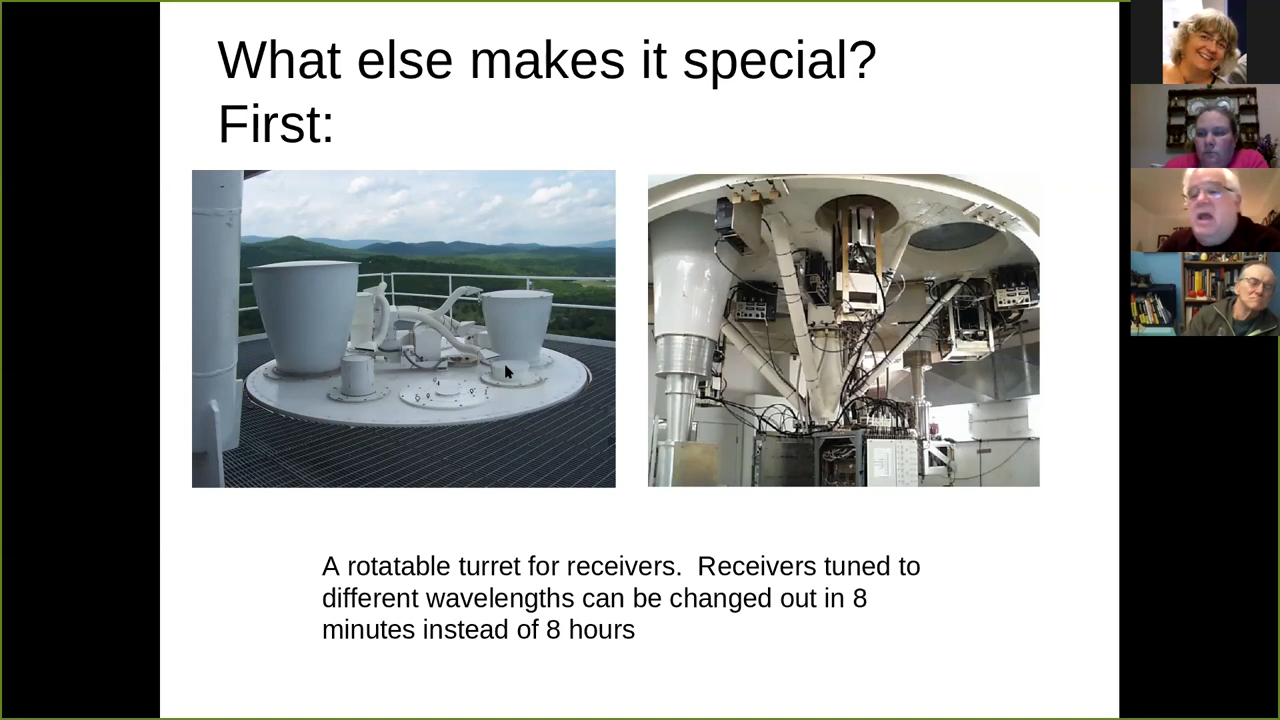 What else makes it special?
First:
A rotatable turret for receivers.  Receivers tuned to
different wavelengths can be changed out in 8
minutes instead of 8 hours